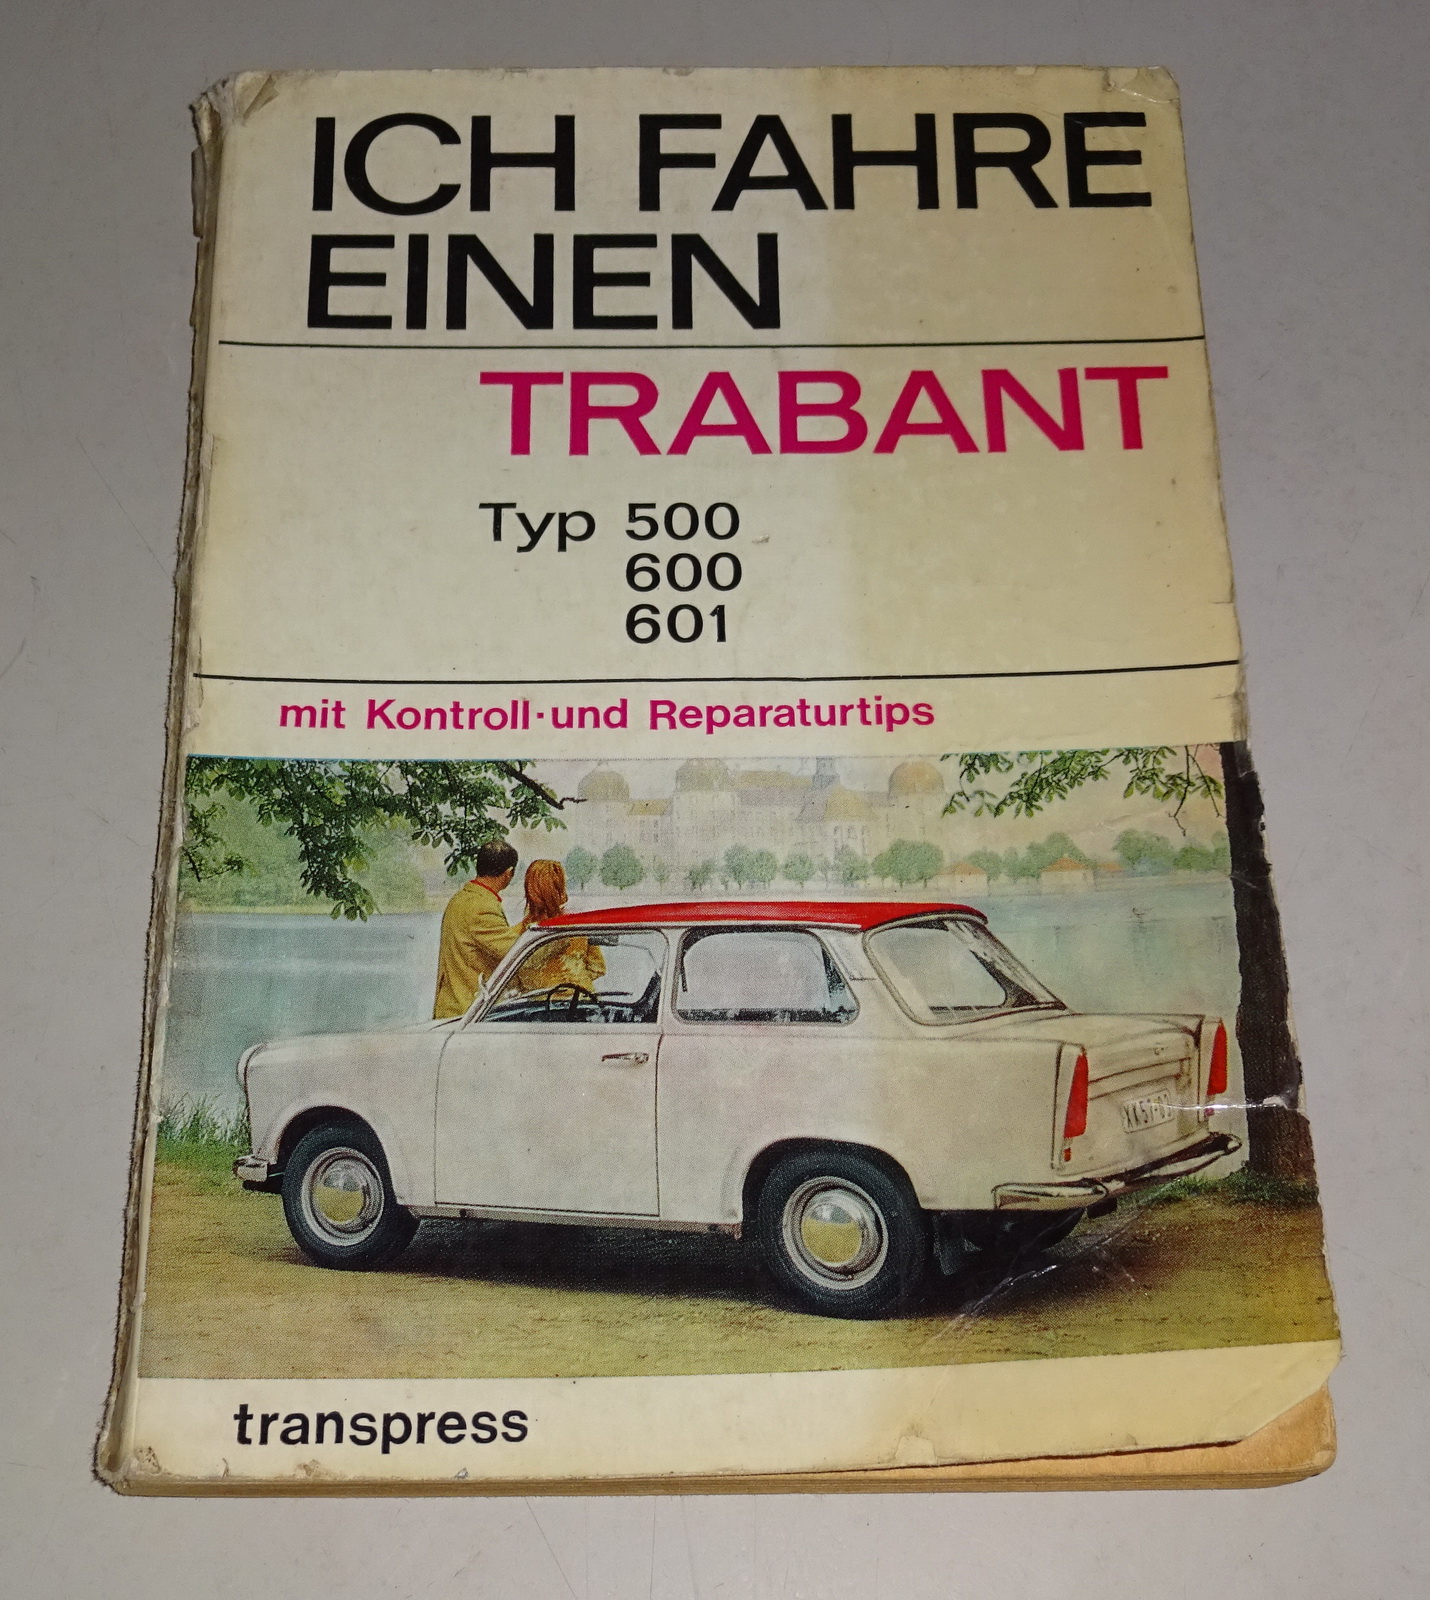 ICH FAHRE
EINEN
TRABANT
Typ 500
600
601
mit Kontroll-und Reparaturtips
transpress